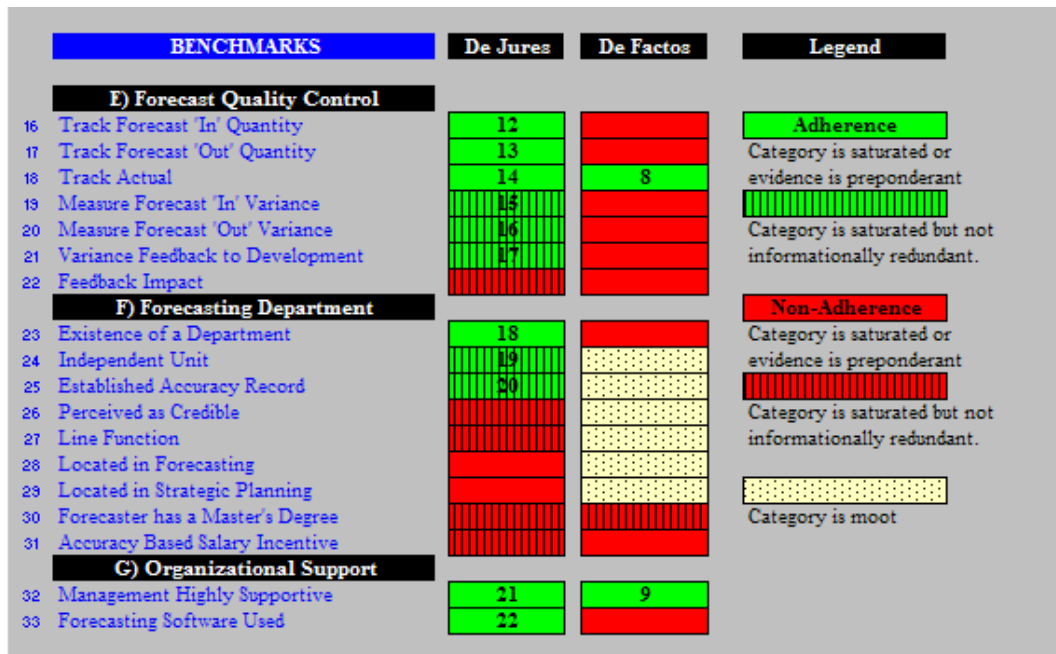 BENCHMARKS De Jures De Factos Legend
E) Forecast Quality Control
16 Track Forecast 'In' Quantity 12 Adherence
17 Track Forecast 'Out' Quantity 13 Category is saturated or
18 Track Actual 14 8 evidence is preponderant
19 Measure Forecast 'In' Variance 15
20 Measure Forecast 'Out' Variance 16 Category is saturated but not
21 Variance Feedback to Development 17 informationally redundant.
22 Feedback Impact
F) Forecasting Department Non-Adherence
23 Existence of a Department 18 Category is saturated or
24 Independent Unit 19 evidence is preponderant
25 Established Accuracy Record 20
26 Perceived as Credible Category is saturated but not
27 Line Function informationally redundant.
28 Located in Forecasting
29 Located in Strategic Planning
30 Forecaster has a Master's Degree Category is moot
31 Accuracy Based Salary Incentive
G) Organizational Support
32 Management Highly Supportive 21 9
33 Forecasting Software Used 22